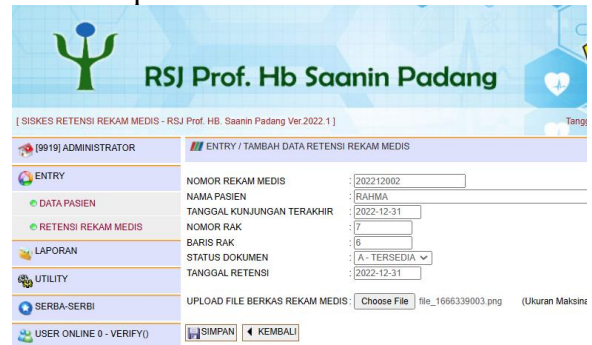 RSJ Prof. Hb Saanin Padang
[ SISKES RETENSI REKAM MEDIS - RSJ Prof. HB. Saanin Padang Ver.2022.1 ]
[9919] ADMINISTRATOR
ENTRY / TAMBAH DATA RETENSI REKAM MEDIS
ENTRY
DATA PASIEN
RETENSI REKAM MEDIS
LAPORAN
UTILITY
SERBA-SERBI
USER ONLINE 0 - VERIFY()
NOMOR REKAM MEDIS : 202212002
NAMA PASIEN : RAHMA
TANGGAL KUNJUNGAN TERAKHIR : 2022-12-31
NOMOR RAK : 7
BARIS RAK : 6
STATUS DOKUMEN : A - TERSEDIA
TANGGAL RETENSI : 2022-12-31
UPLOAD FILE BERKAS REKAM MEDIS : Choose File file_1666339003.png (Ukuran
SIMPAN KEMBALI